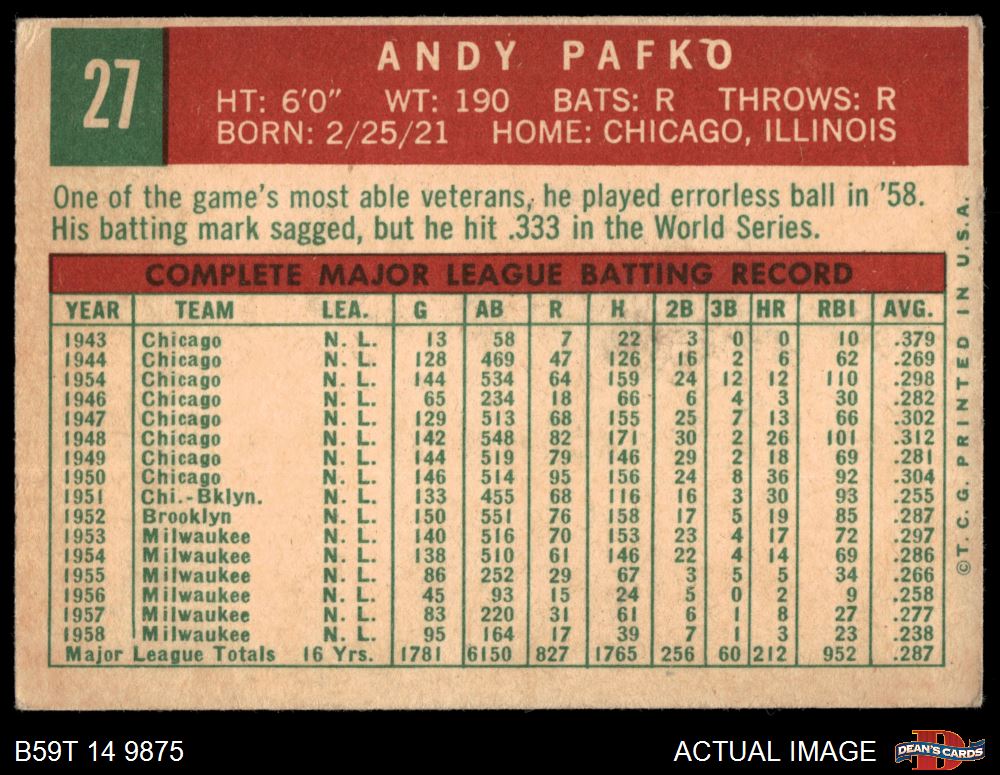 27
ANDY PAFKO
HT: 6'0" WT: 190 BATS: R THROWS: R
BORN: 2/25/21 HOME: CHICAGO, ILLINOIS
One of the game's most able veterans, he played errorless ball in '58.
His batting mark sagged, but he hit .333 in the World Series.
COMPLETE MAJOR LEAGUE BATTING RECORD
YEAR TEAM LEA. G AB R H 2B 3B HR RBI AVG.
1943 Chicago N. L. 13 58 7 22 3 0 0 10 .379
1944 Chicago N. L. 128 469 47 126 16 2 6 62 .269
1954 Chicago N. L. 144 534 64 159 24 12 12 110 .298
1946 Chicago N. L. 65 234 18 66 6 4 3 30 .282
1947 Chicago N. L. 129 513 68 155 25 7 13 66 .302
1948 Chicago N. L. 142 548 82 171 30 2 26 101 .312
1949 Chicago N. L. 144 519 79 146 29 2 18 69 .281
1950 Chicago N. L. 146 514 95 156 24 8 36 92 .304
1951 Chi.-Bklyn. N. L. 133 455 68 116 16 3 30 93 .255
1952 Brooklyn N. L. 150 551 76 158 17 5 19 85 .287
1953 Milwaukee N. L. 140 516 70 153 23 4 17 72 .297
1954 Milwaukee N. L. 138 510 61 146 22 4 14 69 .286
1955 Milwaukee N. L. 86 252 29 67 3 5 5 34 .266
1956 Milwaukee N. L. 45 93 15 24 5 0 2 9 .258
1957 Milwaukee N. L. 83 220 31 61 6 1 8 27 .277
1958 Milwaukee N. L. 95 164 17 39 7 1 3 23 .238
Major League Totals 16 Yrs. 1781 6150 827 1765 256 60 212 952 .287
©T. C. G. PRINTED IN U.S.A.
B59T 14 9875
ACTUAL IMAGE
DEAN'S CARDS